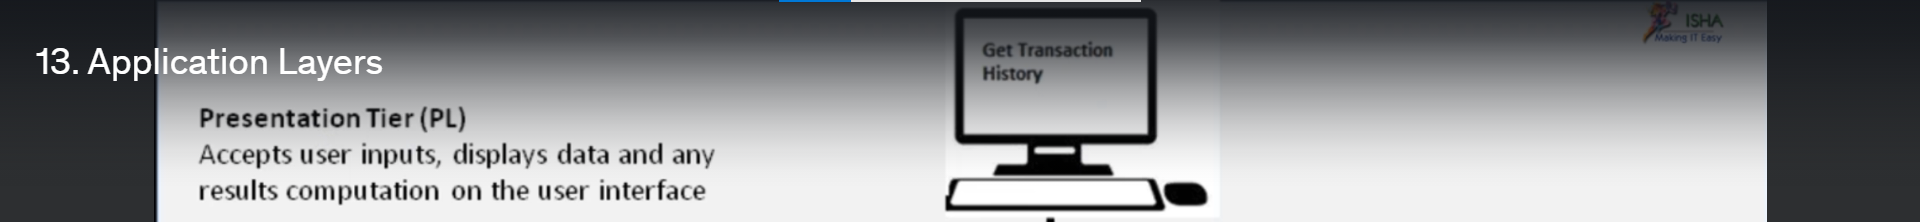 13. Application Layers
Get Transaction
History
ISHA
Making IT Easy
Presentation Tier (PL)
Accepts user inputs, displays data and any
results computation on the user interface